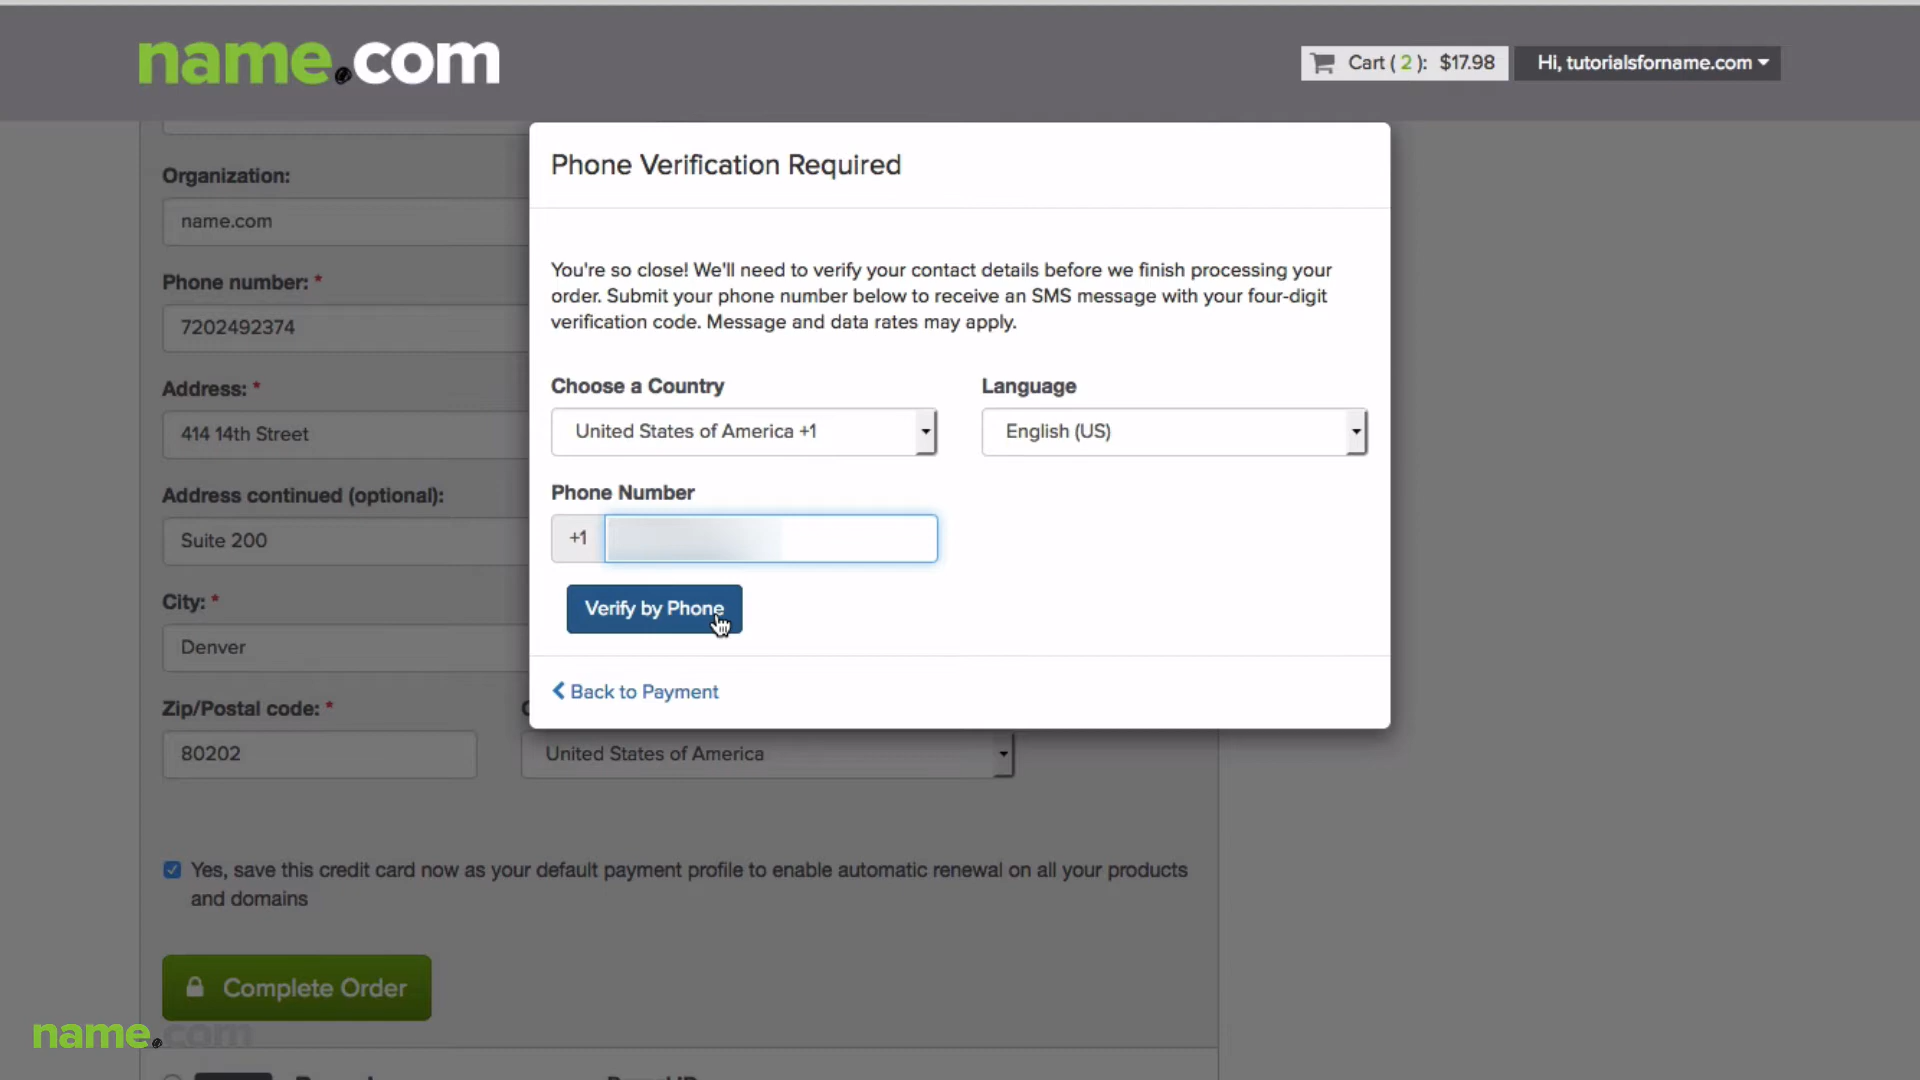 name.com
Cart ( 2 ): $17.98
Hi, tutorialsforname.com
Organization:
name.com
Phone number: *
7202492374
Address: *
414 14th Street
Address continued (optional):
Suite 200
City: *
Denver
Zip/Postal code: *
80202
United States of America
Phone Verification Required
You're so close! We'll need to verify your contact details before we finish processing your
order. Submit your phone number below to receive an SMS message with your four-digit
verification code. Message and data rates may apply.
Choose a Country
Language
United States of America +1
English (US)
Phone Number
+1
Verify by Phone
Back to Payment
Yes, save this credit card now as your default payment profile to enable automatic renewal on all your products
and domains
Complete Order
name.com